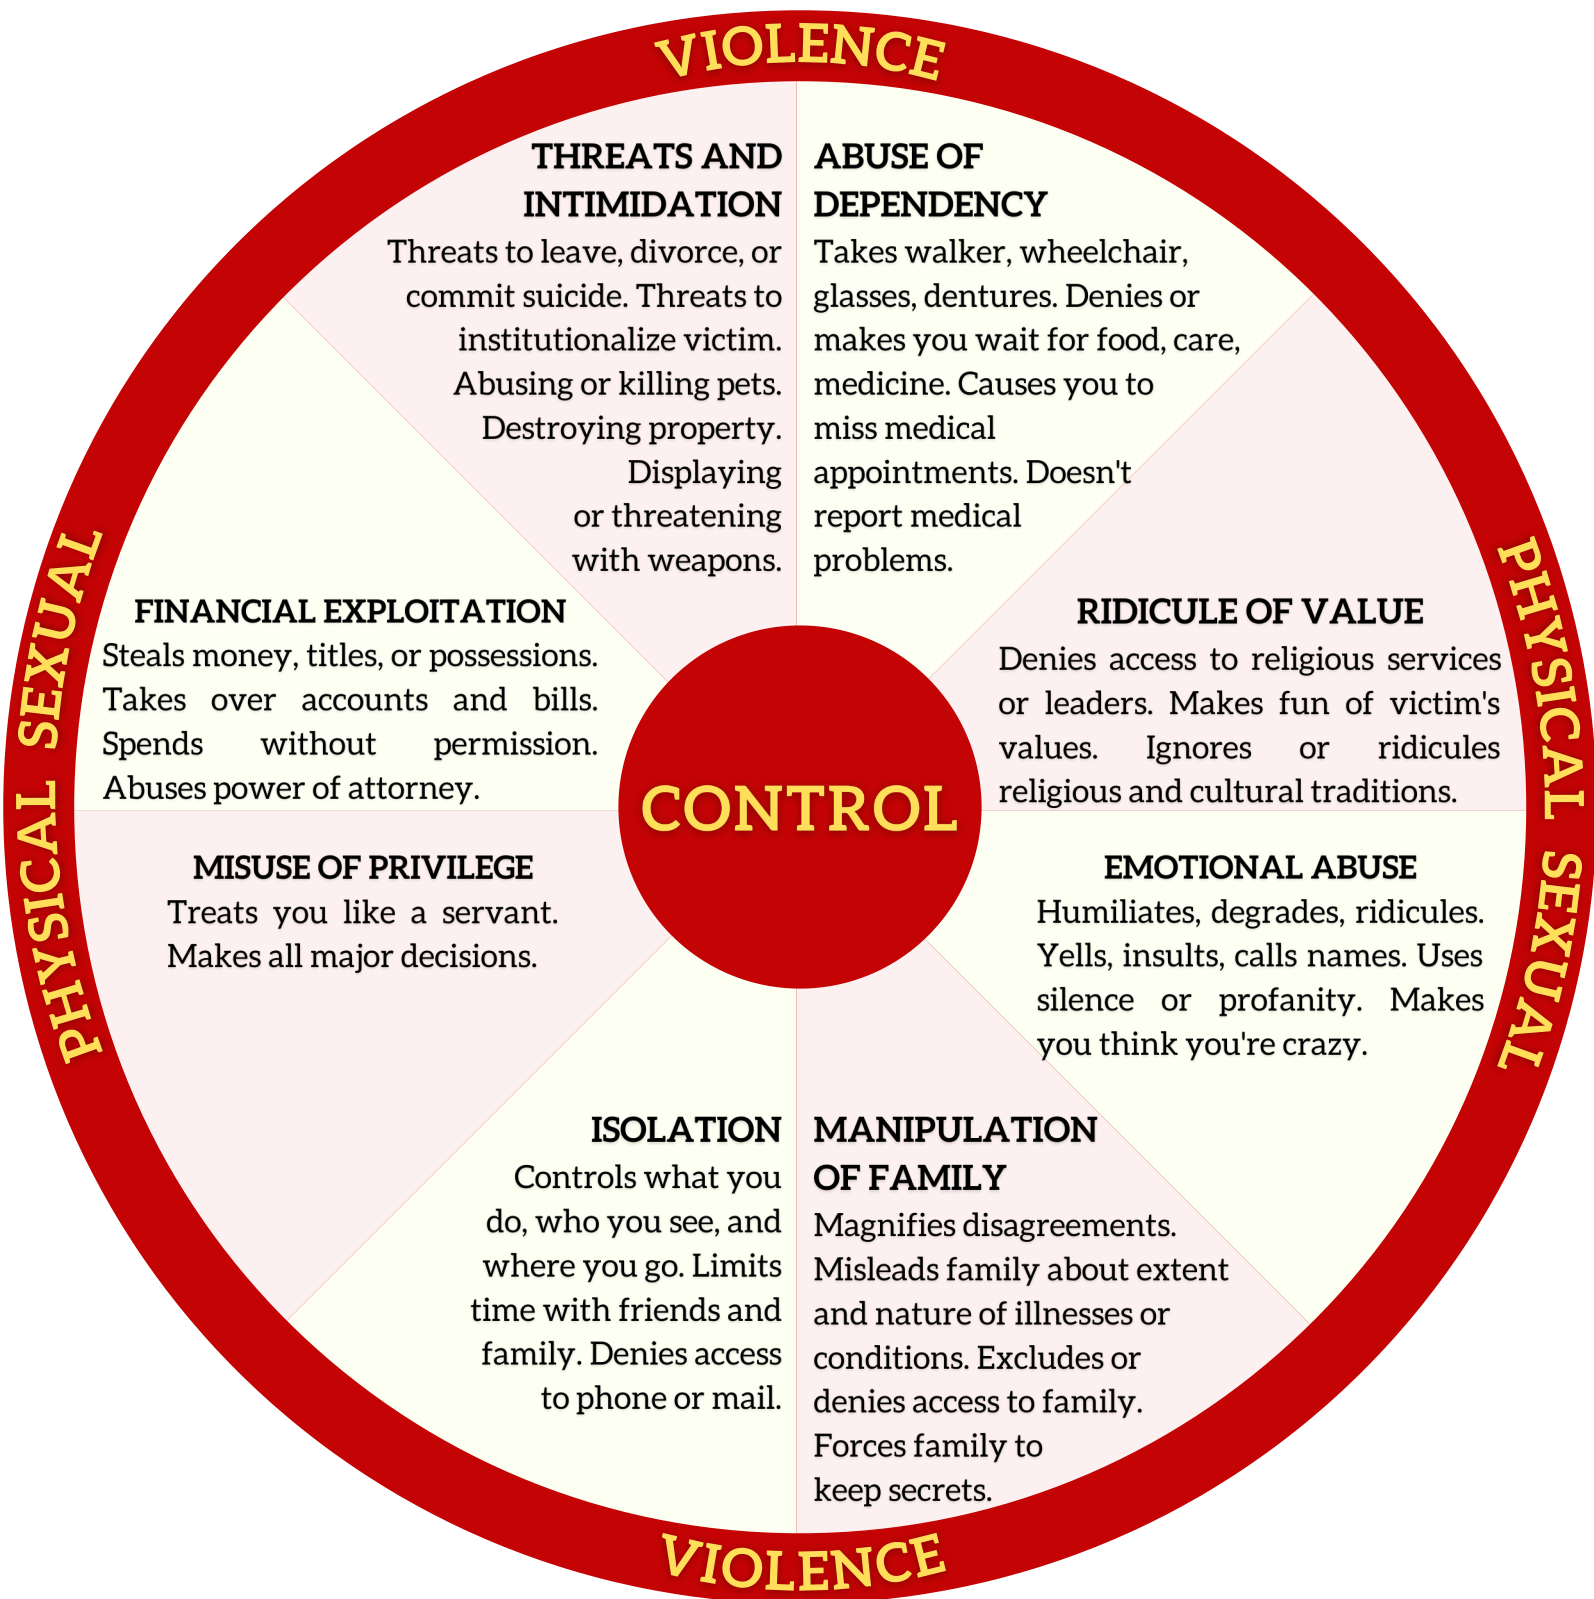 VIOLENCE
THREATS AND
INTIMIDATION
Threats to leave, divorce, or
commit suicide. Threats to
institutionalize victim.
Abusing or killing pets.
Destroying property.
Displaying
or threatening
with weapons.
ABUSE OF
DEPENDENCY
Takes walker, wheelchair,
glasses, dentures. Denies or
makes you wait for food, care,
medicine. Causes you to
miss medical
appointments. Doesn't
report medical
problems.
PHYSICAL SEXUAL
FINANCIAL EXPLOITATION
Steals money, titles, or possessions.
Takes over accounts and bills.
Spends without permission.
Abuses power of attorney.
CONTROL
RIDICULE OF VALUE
Denies access to religious services
or leaders. Makes fun of victim's
values. Ignores or ridicules
religious and cultural traditions.
PHYSICAL SEXUAL
MISUSE OF PRIVILEGE
Treats you like a servant.
Makes all major decisions.
EMOTIONAL ABUSE
Humiliates, degrades, ridicules.
Yells, insults, calls names. Uses
silence or profanity. Makes
you think you're crazy.
ISOLATION
Controls what you
do, who you see, and
where you go. Limits
time with friends and
family. Denies access
to phone or mail.
MANIPULATION
OF FAMILY
Magnifies disagreements.
Misleads family about extent
and nature of illnesses or
conditions. Excludes or
denies access to family.
Forces family to
keep secrets.
VIOLENCE